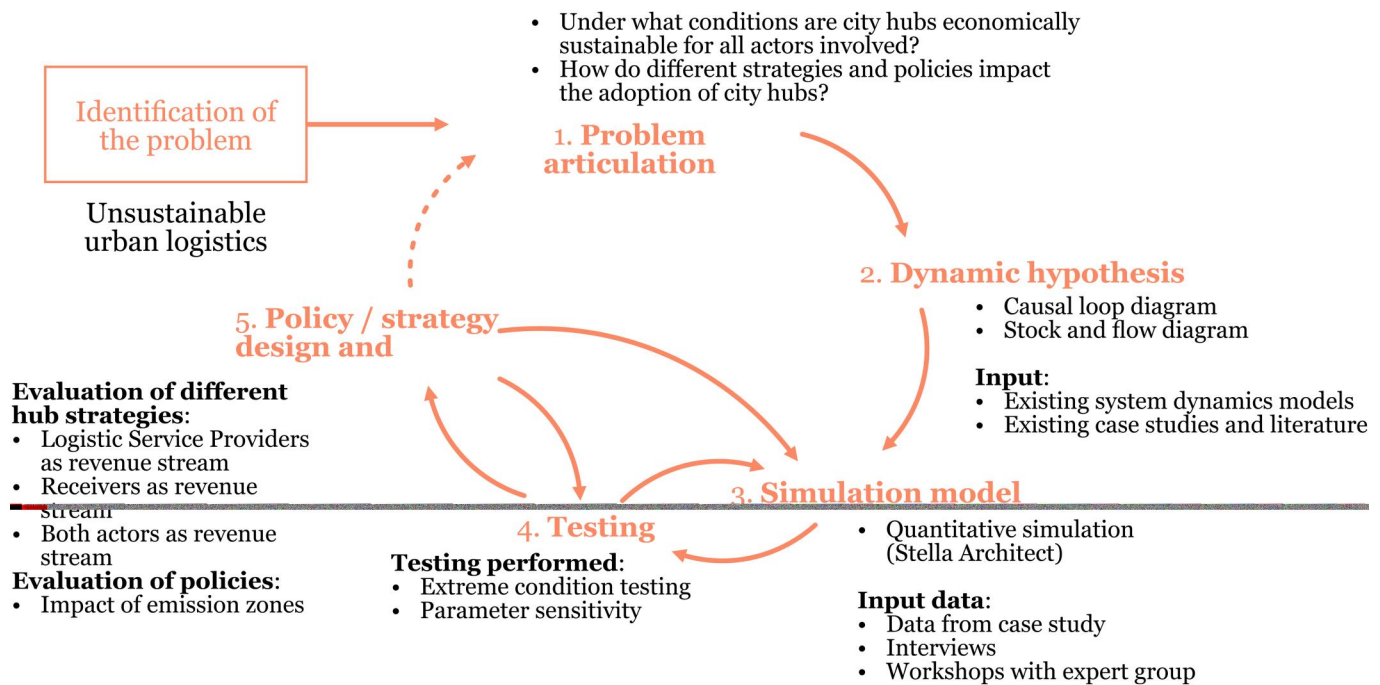 • Under what conditions are city hubs economically
sustainable for all actors involved?
• How do different strategies and policies impact
the adoption of city hubs?
Identification of
the problem
Unsustainable
urban logistics
1. Problem
articulation
2. Dynamic hypothesis
• Causal loop diagram
• Stock and flow diagram
Input:
• Existing system dynamics models
• Existing case studies and literature
3. Simulation model
• Quantitative simulation
(Stella Architect)
Input data:
• Data from case study
• Interviews
• Workshops with expert group
4. Testing
Testing performed:
• Extreme condition testing
• Parameter sensitivity
5. Policy / strategy
design and
Evaluation of different
hub strategies:
• Logistic Service Providers
as revenue stream
• Receivers as revenue
stream
• Both actors as revenue
stream
Evaluation of policies:
• Impact of emission zones